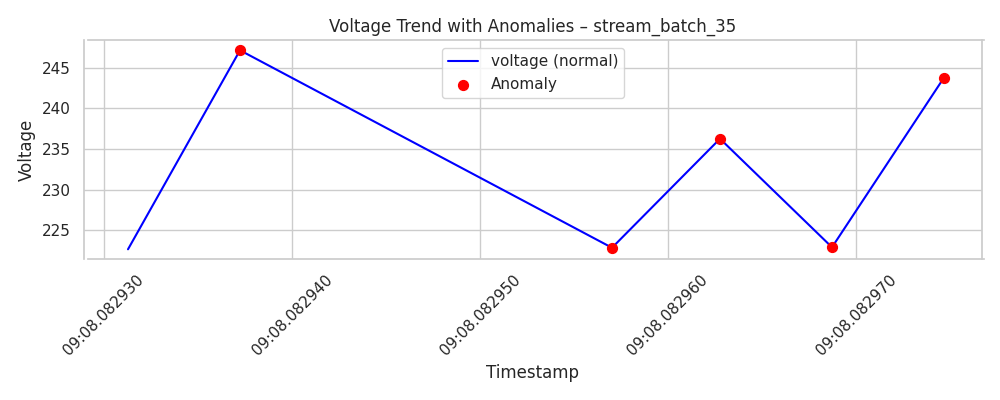 Voltage Trend with Anomalies – stream_batch_35
voltage (normal)
Anomaly
Voltage
245
240
235
230
225
09:08.082930
09:08.082940
09:08.082950
09:08.082960
09:08.082970
Timestamp